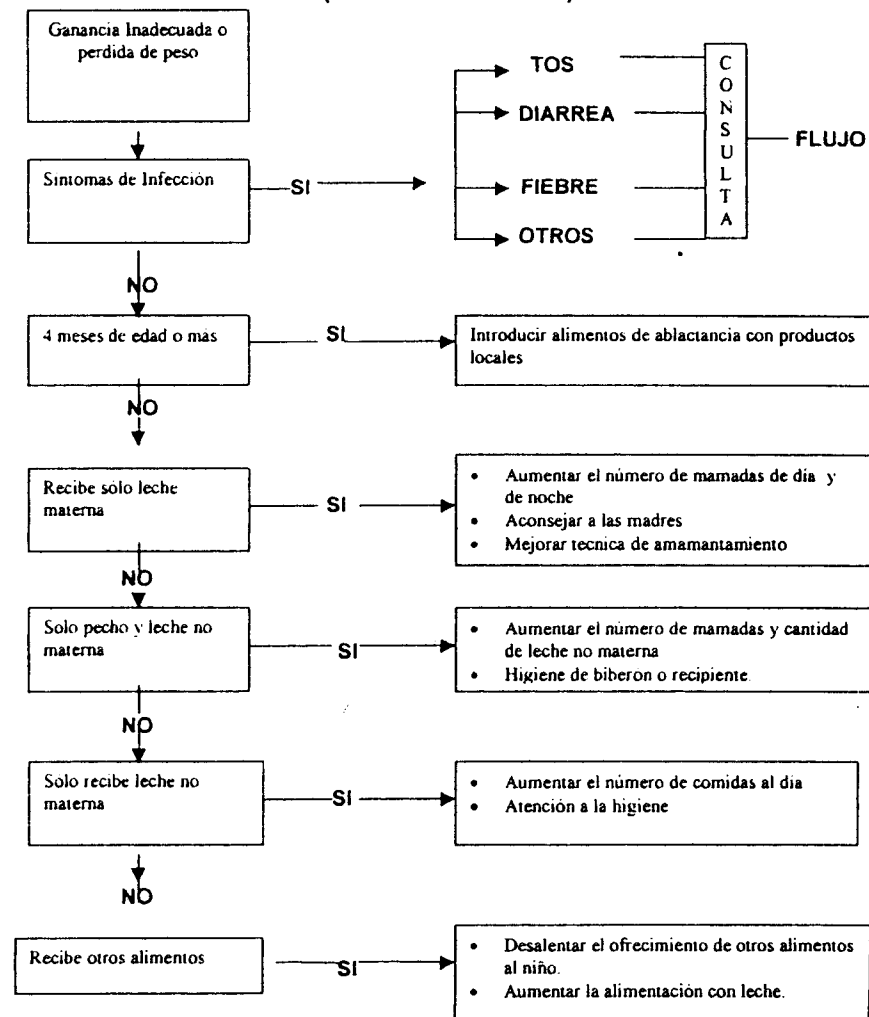 Ganancia Inadecuada o
perdida de peso
TOS
DIARREA
FIEBRE
OTROS
CONSULTA
FLUJO
Sintomas de Infección
SI
NO
4 meses de edad o más
SI
Introducir alimentos de ablactancia con productos
locales
NO
Recibe sólo leche
materna
SI
• Aumentar el número de mamadas de día y
de noche
• Aconsejar a las madres
• Mejorar tecnica de amamantamiento
NO
Solo pecho y leche no
materna
SI
• Aumentar el número de mamadas y cantidad
de leche no materna
• Higiene de biberon o recipiente.
NO
Sólo recibe leche no
materna
SI
• Aumentar el número de comidas al día
• Atención a la higiene
NO
Recibe otros alimentos
SI
• Desalentar el ofrecimiento de otros alimentos
al niño.
• Aumentar la alimentación con leche.